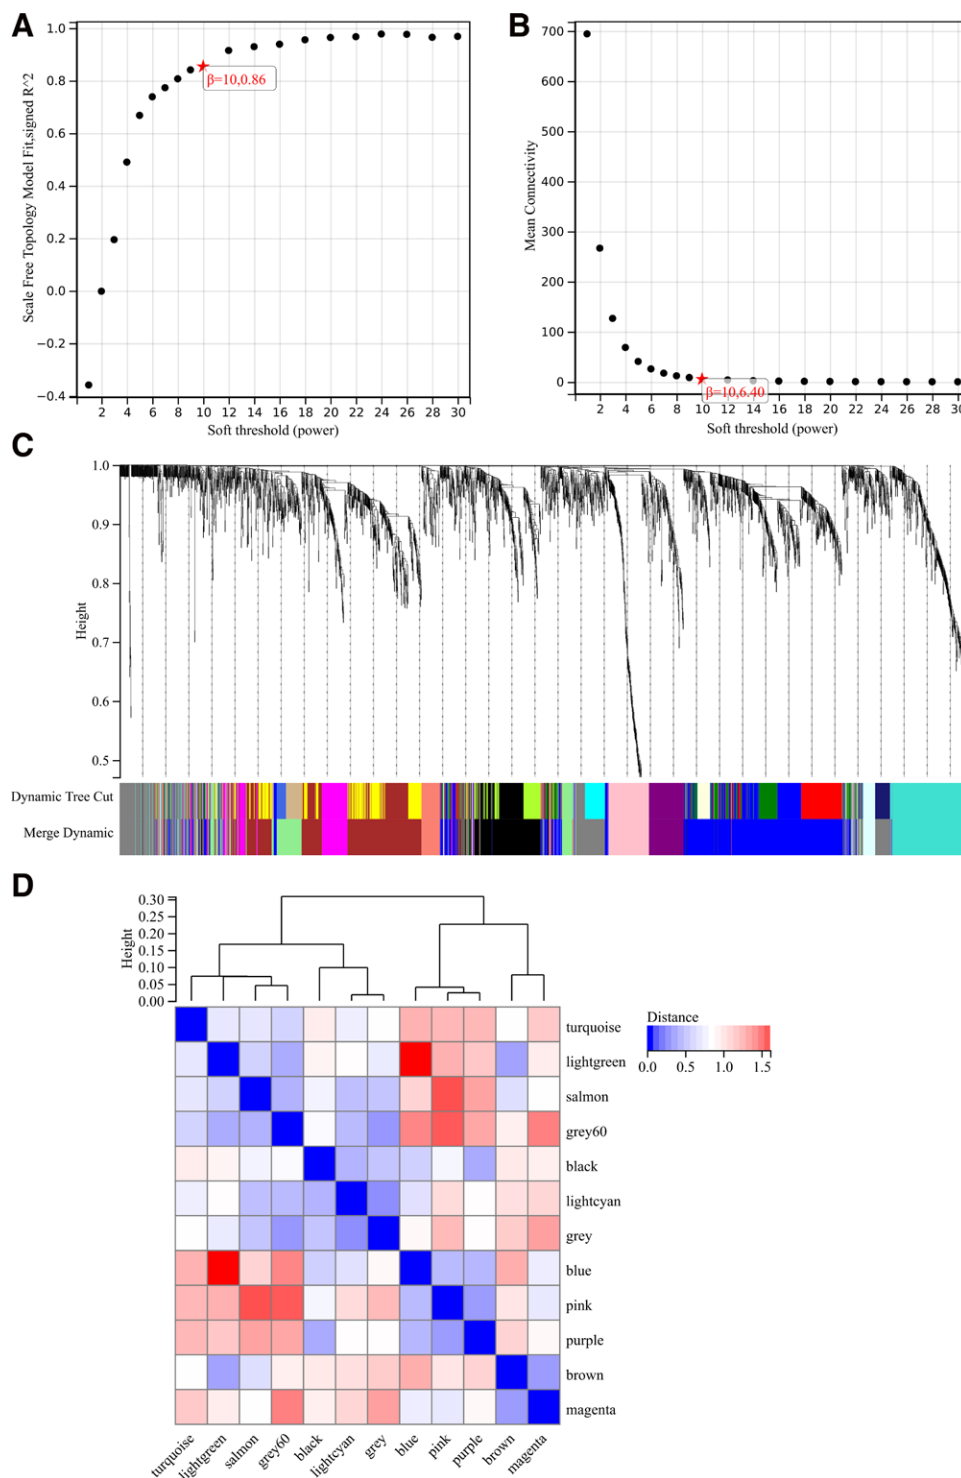 A
1.0
0.8
0.6
0.4
0.2
0.0
−0.2
−0.4
Scale Free Topology Model Fit,signed R^2
β=10,0.86
2 4 6 8 10 12 14 16 18 20 22 24 26 28 30
Soft threshold (power)
B
700
600
500
400
300
200
100
0
Mean Connectivity
β=10,6.40
2 4 6 8 10 12 14 16 18 20 22 24 26 28 30
Soft threshold (power)
C
1.0
0.9
0.8
0.7
0.6
0.5
Height
Dynamic Tree Cut
Merge Dynamic
D
0.30
0.25
0.20
0.15
0.10
0.05
0.00
Height
turquoise
lightgreen
salmon
grey60
black
lightcyan
grey
blue
pink
purple
brown
magenta
Distance
0.0 0.5 1.0 1.5
turquoise lightgreen salmon grey60 black lightcyan grey blue pink purple brown magenta